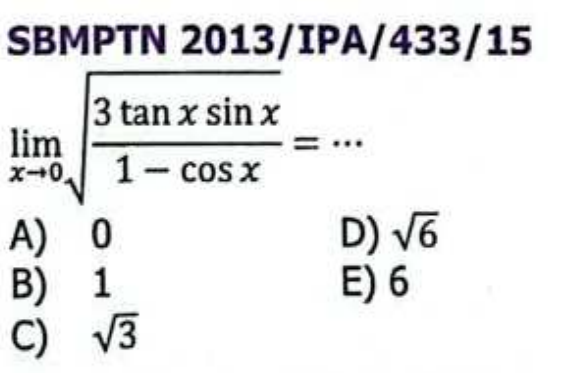 SBMPTN 2013/IPA/433/15
lim x→0 √(3 tan x sin x / 1 − cos x) = ⋯
A) 0 D) √6
B) 1 E) 6
C) √3